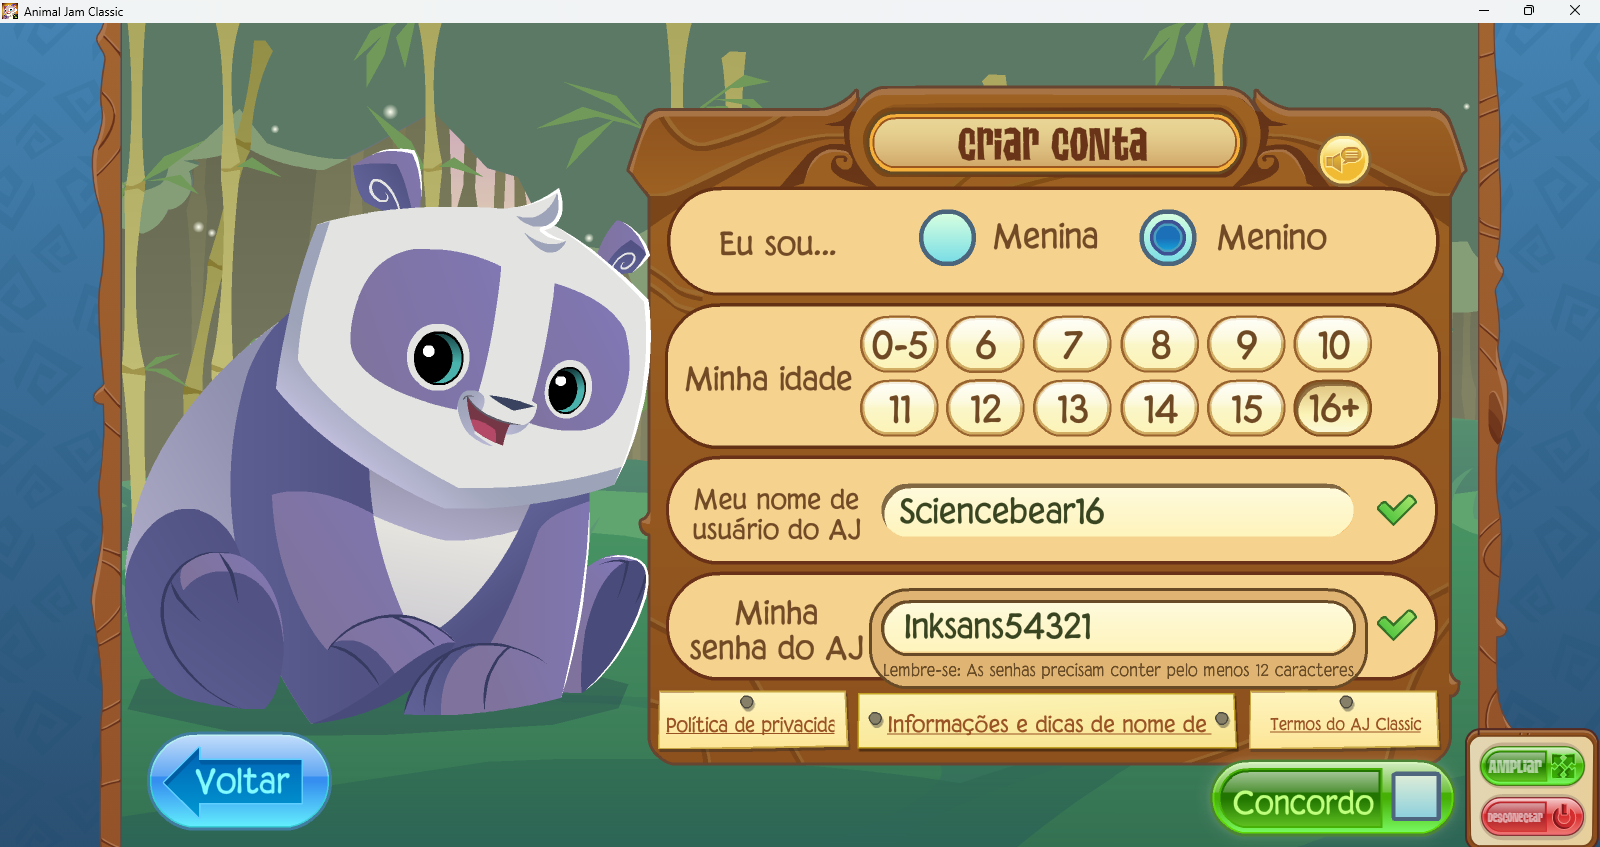 Animal Jam Classic
Criar Conta
Eu sou...
Menina
Menino
Minha idade
0-5 6 7 8 9 10
11 12 13 14 15 16+
Meu nome de
usuário do AJ
Sciencebear16
Minha
senha do AJ
Inksans54321
Lembre-se: As senhas precisam conter pelo menos 12 caracteres.
Política de privacida
Informações e dicas de nome de
Termos do AJ Classic
Voltar
Concordo
Ampliar
Desconectar